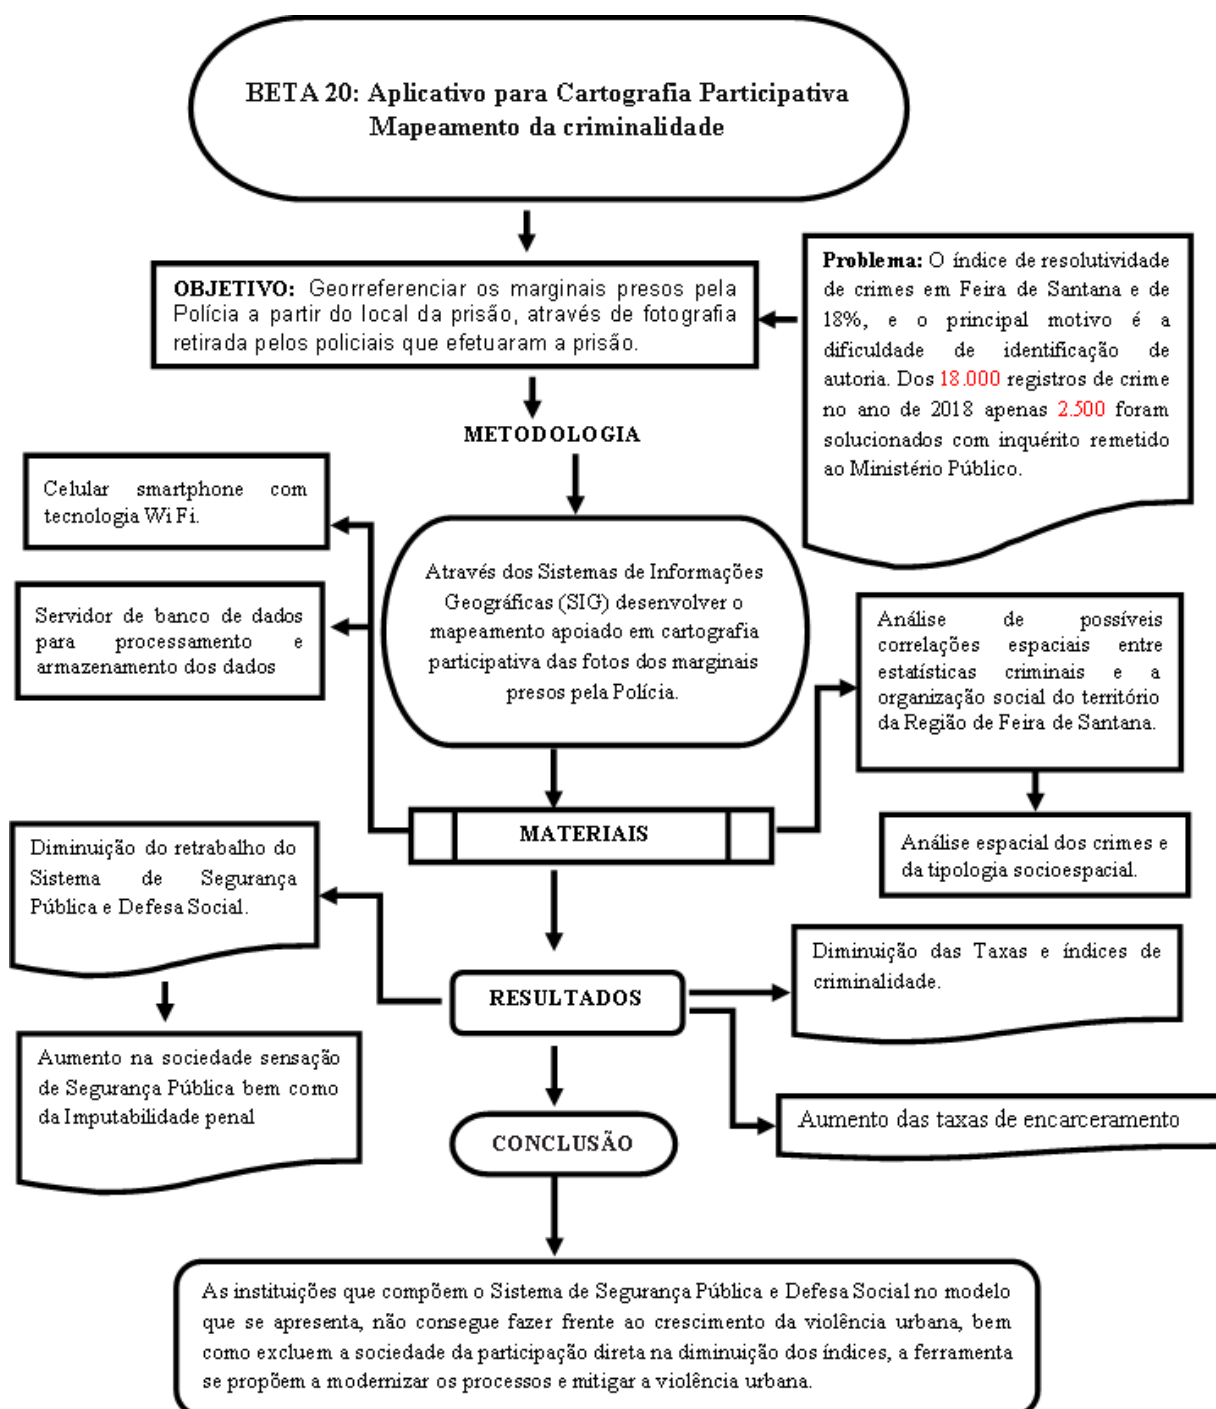 BETA 20: Aplicativo para Cartografia Participativa
Mapeamento da criminalidade
OBJETIVO: Georreferenciar os marginais presos pela
Polícia a partir do local da prisão, através de fotografia
retirada pelos policiais que efetuaram a prisão.
Problema: O índice de resolutividade
de crimes em Feira de Santana e de
18%, e o principal motivo é a
dificuldade de identificação de
autoria. Dos 18.000 registros de crime
no ano de 2018 apenas 2.500 foram
solucionados com inquérito remetido
ao Ministério Público.
METODOLOGIA
Celular smartphone com
tecnologia Wi Fi.
Servidor de banco de dados
para processamento e
armazenamento dos dados
Através dos Sistemas de Informações
Geográficas (SIG) desenvolver o
mapeamento apoiado em cartografia
participativa das fotos dos marginais
presos pela Polícia.
Análise de possíveis
correlações espaciais entre
estatísticas criminais e a
organização social do território
da Região de Feira de Santana.
MATERIAIS
Análise espacial dos crimes e
da tipologia socioespacial.
Diminuição do retrabalho do
Sistema de Segurança
Pública e Defesa Social.
RESULTADOS
Diminuição das Taxas e índices de
criminalidade.
Aumento na sociedade sensação
de Segurança Pública bem como
da Imputabilidade penal
Aumento das taxas de encarceramento
CONCLUSÃO
As instituições que compõem o Sistema de Segurança Pública e Defesa Social no modelo
que se apresenta, não consegue fazer frente ao crescimento da violência urbana, bem
como excluem a sociedade da participação direta na diminuição dos índices, a ferramenta
se propõem a modernizar os processos e mitigar a violência urbana.